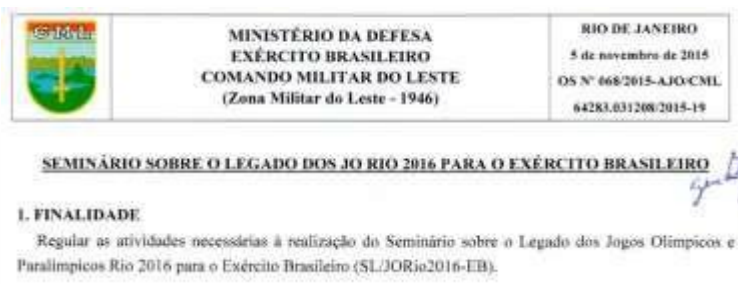 CML
MINISTÉRIO DA DEFESA
EXÉRCITO BRASILEIRO
COMANDO MILITAR DO LESTE
(Zona Militar do Leste - 1946)
RIO DE JANEIRO
5 de novembro de 2015
OS Nº 068/2015-AJO/CML
64283.031208/2015-19
SEMINÁRIO SOBRE O LEGADO DOS JO RIO 2016 PARA O EXÉRCITO BRASILEIRO
1. FINALIDADE
Regular as atividades necessárias à realização do Seminário sobre o Legado dos Jogos Olímpicos e
Paralímpicos Rio 2016 para o Exército Brasileiro (SL/JORio2016-EB).